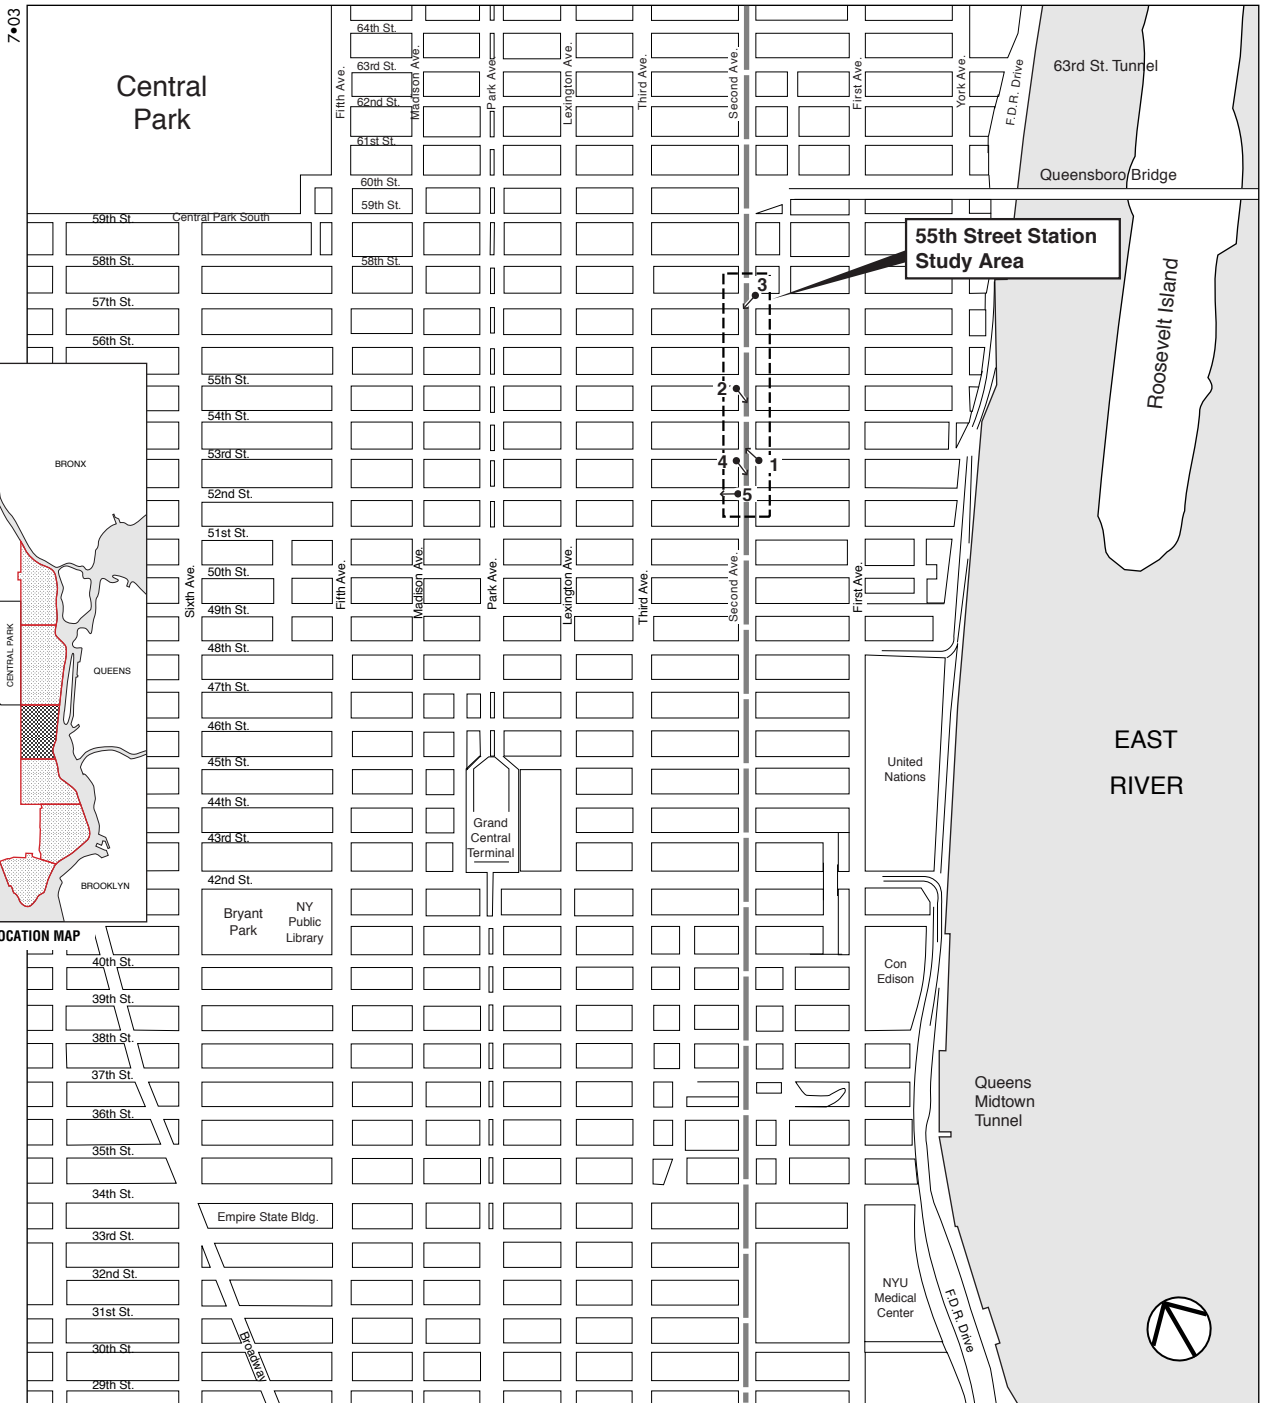 7•03
Central
Park
64th St.
63rd St.
62nd St.
61st St.
60th St.
59th St.
58th St.
Fifth Ave.
Madison Ave.
Park Ave.
Lexington Ave.
Third Ave.
Second Ave.
First Ave.
York Ave.
F.D.R. Drive
63rd St. Tunnel
Queensboro Bridge
59th St.
Central Park South
58th St.
57th St.
56th St.
55th St.
54th St.
53rd St.
52nd St.
51st St.
50th St.
49th St.
48th St.
47th St.
46th St.
45th St.
44th St.
43rd St.
42nd St.
55th Street Station
Study Area
3
2
4
1
5
Roosevelt Island
Sixth Ave.
Fifth Ave.
Madison Ave.
Park Ave.
Lexington Ave.
Third Ave.
Second Ave.
First Ave.
BRONX
CENTRAL PARK
QUEENS
BROOKLYN
OCATION MAP
EAST
RIVER
United
Nations
Grand
Central
Terminal
Bryant
Park
NY
Public
Library
Con
Edison
40th St.
39th St.
38th St.
37th St.
36th St.
35th St.
34th St.
33rd St.
32nd St.
31st St.
30th St.
29th St.
Queens
Midtown
Tunnel
Empire State Bldg.
Broadway
NYU
Medical
Center
F.D.R. Drive